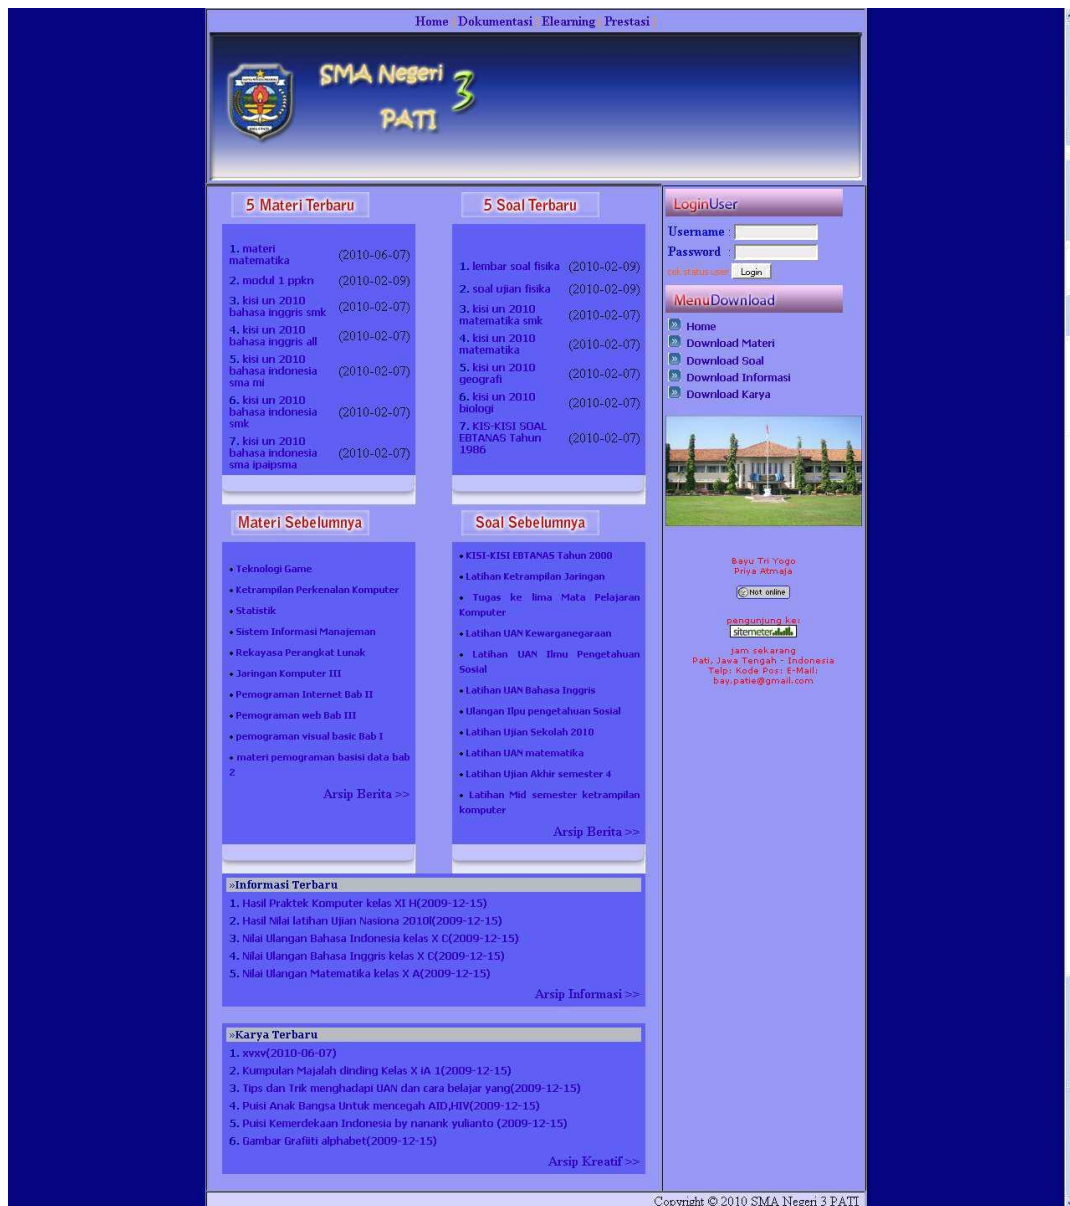 Home Dokumentasi Elearning Prestasi
SMA Negeri 3
PATI
5 Materi Terbaru
1. materi
matematika (2010-06-07)
2. modul 1 ppkn (2010-02-09)
3. kisi un 2010
bahasa inggris smk (2010-02-07)
4. kisi un 2010
bahasa inggris all (2010-02-07)
5. kisi un 2010
bahasa indonesia (2010-02-07)
sma mi
6. kisi un 2010
bahasa indonesia (2010-02-07)
smk
7. kisi un 2010
bahasa indonesia (2010-02-07)
sma ipaipsma
5 Soal Terbaru
1. lembar soal fisika (2010-02-09)
2. soal ujian fisika (2010-02-09)
3. kisi un 2010
matematika smk (2010-02-07)
4. kisi un 2010
matematika (2010-02-07)
5. kisi un 2010
geografi (2010-02-07)
6. kisi un 2010
biologi (2010-02-07)
7. KIS-KISI SOAL
EBTANAS Tahun (2010-02-07)
1986
Materi Sebelumnya
• Teknologi Game
• Ketrampilan Perkenalan Komputer
• Statistik
• Sistem Informasi Manajeman
• Rekayasa Perangkat Lunak
• Jaringan Komputer III
• Pemograman Internet Bab II
• Pemograman web Bab III
• pemograman visual basic Bab I
• materi pemograman basisi data bab
2
Arsip Berita >>
Soal Sebelumnya
• KISI-KISI EBTANAS Tahun 2000
• Latihan Ketrampilan Jaringan
• Tugas ke lima Mata Pelajaran
Komputer
• Latihan UAN Kewarganegaraan
• Latihan UAN Ilmu Pengetahuan
Sosial
• Latihan UAN Bahasa Inggris
• Ulangan Ilpu pengetahuan Sosial
• Latihan Ujian Sekolah 2010
• Latihan UAN matematika
• Latihan Ujian Akhir semester 4
• Latihan Mid semester ketrampilan
komputer
Arsip Berita >>
»Informasi Terbaru
1. Hasil Praktek Komputer kelas XI H(2009-12-15)
2. Hasil Nilai latihan Ujian Nasiona 2010l(2009-12-15)
3. Nilai Ulangan Bahasa Indonesia kelas X C(2009-12-15)
4. Nilai Ulangan Bahasa Inggris kelas X C(2009-12-15)
5. Nilai Ulangan Matematika kelas X A(2009-12-15)
Arsip Informasi >>
»Karya Terbaru
1. xvxv(2010-06-07)
2. Kumpulan Majalah dinding Kelas X iA 1(2009-12-15)
3. Tips dan Trik menghadapi UAN dan cara belajar yang(2009-12-15)
4. Puisi Anak Bangsa Untuk mencegah AID,HIV(2009-12-15)
5. Puisi Kemerdekaan Indonesia by nanank yulianto (2009-12-15)
6. Gambar Grafiiti alphabet(2009-12-15)
Arsip Kreatif >>
LoginUser
Username :
Password :
cek status user Login
MenuDownload
Home
Download Materi
Download Soal
Download Informasi
Download Karya
Bayu Tri Yogo
Priya Atmaja
Not online
pengunjung ke:
sitemeter
jam sekarang
Pati, Jawa Tengah - Indonesia
Telp: Kode Pos: E-Mail:
bay.patie@gmail.com
Copyright © 2010 SMA Negeri 3 PATI